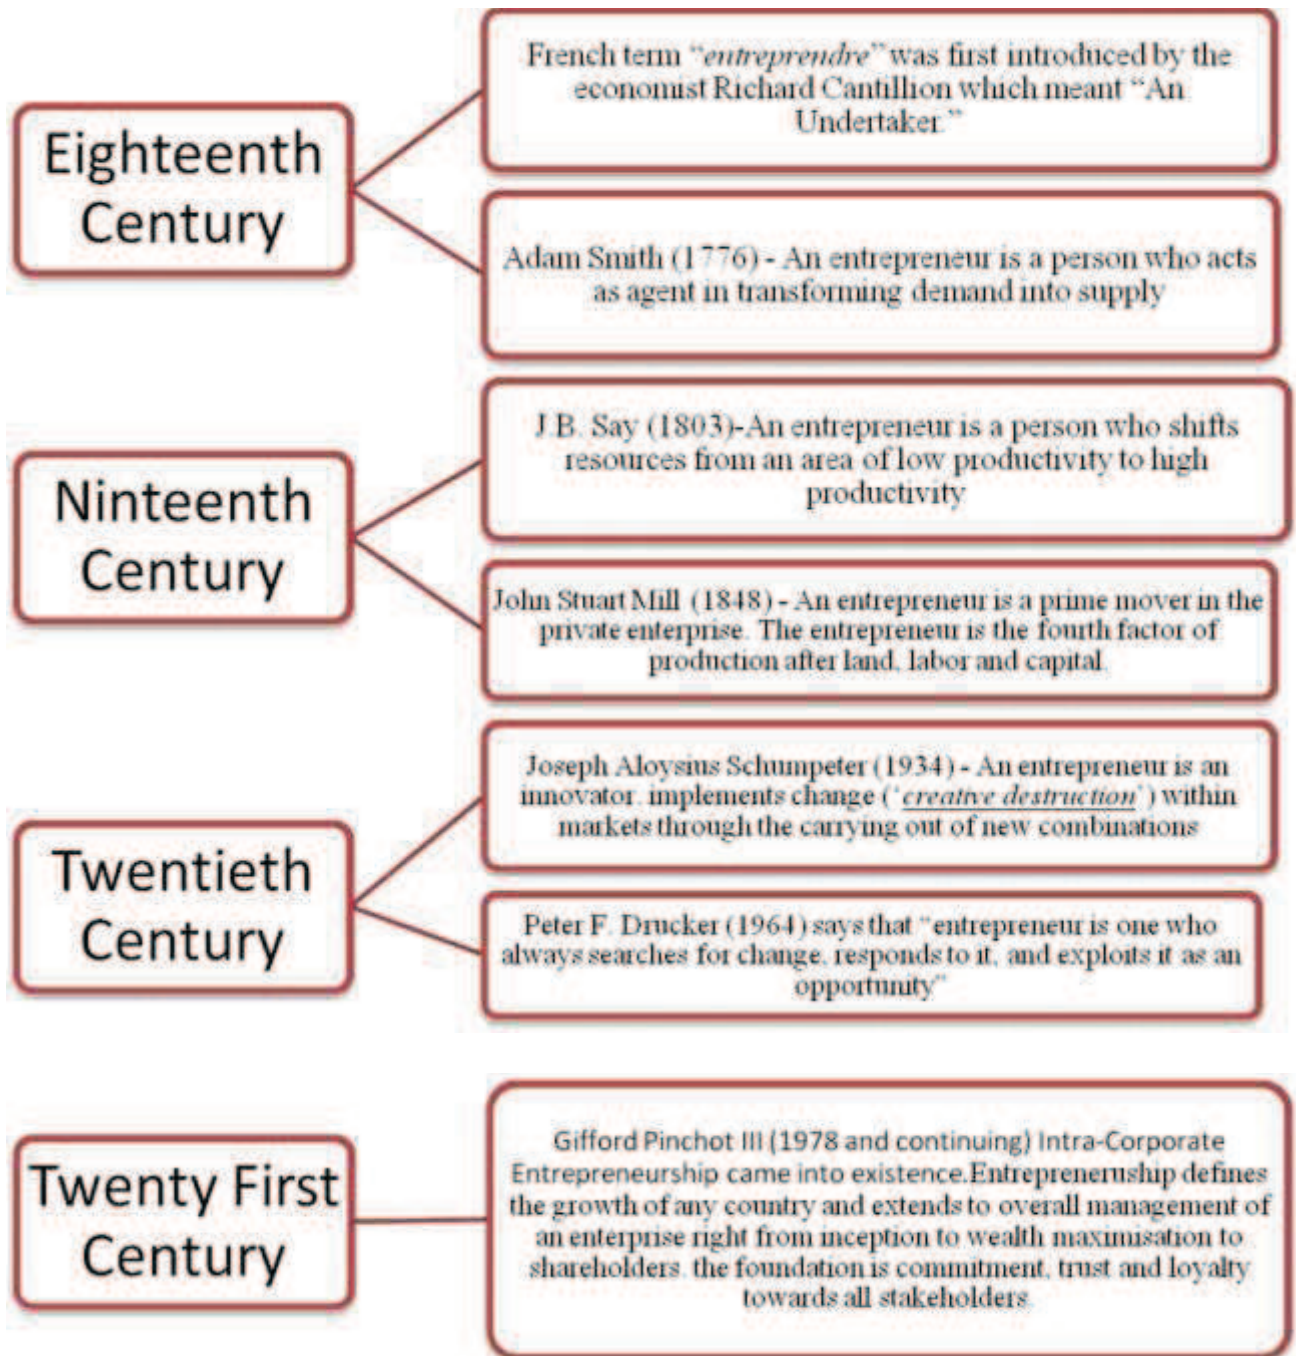 Eighteenth
Century
French term “entreprendre” was first introduced by the
economist Richard Cantillion which meant “An
Undertaker.”
Adam Smith (1776) - An entrepreneur is a person who acts
as agent in transforming demand into supply
Ninteenth
Century
J.B. Say (1803)-An entrepreneur is a person who shifts
resources from an area of low productivity to high
productivity
John Stuart Mill (1848) - An entrepreneur is a prime mover in the
private enterprise. The entrepreneur is the fourth factor of
production after land, labor and capital.
Twentieth
Century
Joseph Aloysius Schumpeter (1934) - An entrepreneur is an
innovator, implements change (‘creative destruction’) within
markets through the carrying out of new combinations
Peter F. Drucker (1964) says that “entrepreneur is one who
always searches for change, responds to it, and exploits it as an
opportunity”
Twenty First
Century
Gifford Pinchot III (1978 and continuing) Intra-Corporate
Entrepreneurship came into existence.Entrepreneruship defines
the growth of any country and extends to overall management of
an enterprise right from inception to wealth maximisation to
shareholders. the foundation is commitment, trust and loyalty
towards all stakeholders.